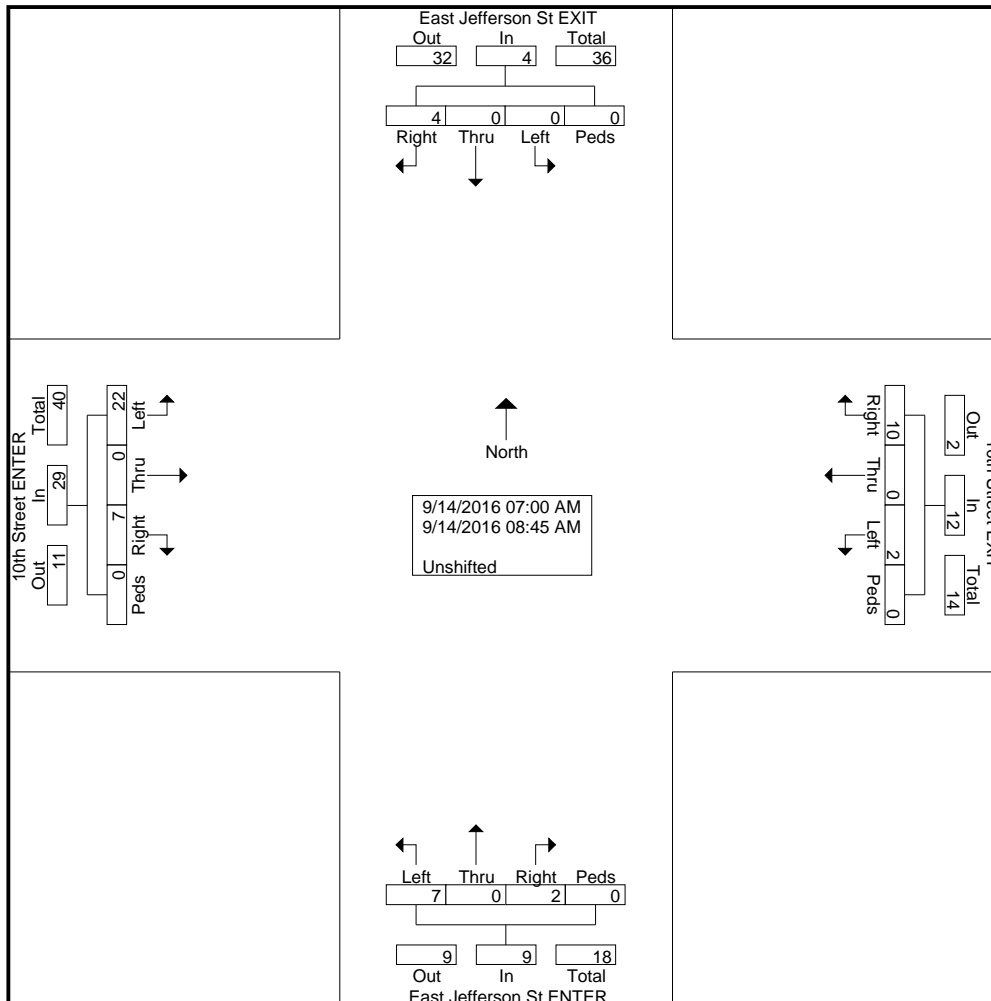 East Jefferson St EXIT
Out In Total
32 4 36
4 0 0 0
Right Thru Left Peds
10th Street ENTER
Total In Out
40 29 11
22 0 7 0
Left Thru Right Peds
North
9/14/2016 07:00 AM
9/14/2016 08:45 AM
Unshifted
Right Thru Left Peds
10 0 2 0
Out In Total
2 12 14
10th Street EXIT
Left Thru Right Peds
7 0 2 0
9 9 18
Out In Total
East Jefferson St ENTER